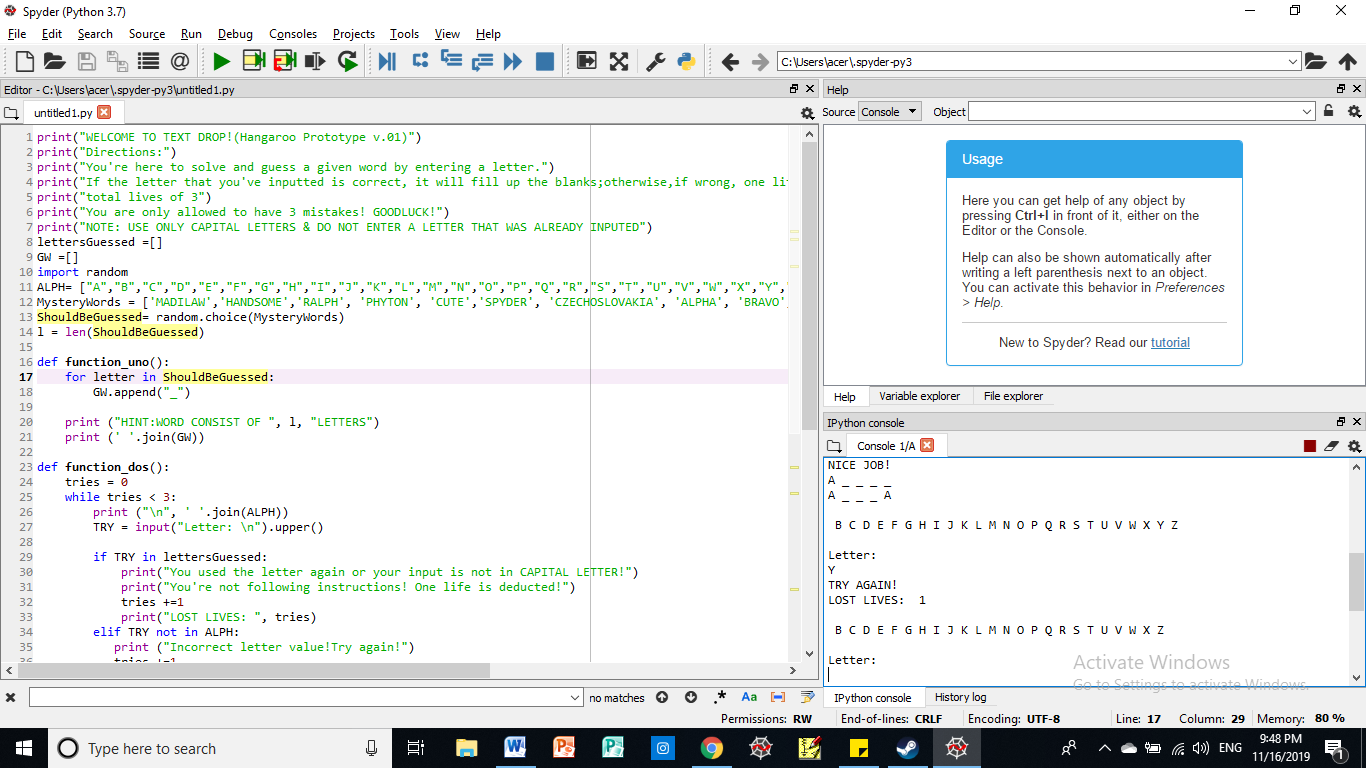 Spyder (Python 3.7)
File Edit Search Source Run Debug Consoles Projects Tools View Help
C:\Users\acer\.spyder-py3
Editor - C:\Users\acer\.spyder-py3\untitled1.py
untitled1.py
1 print("WELCOME TO TEXT DROP!(Hangaroo Prototype v.01)")
2 print("Directions:")
3 print("You're here to solve and guess a given word by entering a letter.")
4 print("If the letter that you've inputted is correct, it will fill up the blanks;otherwise,if wrong, one li
5 print("total lives of 3")
6 print("You are only allowed to have 3 mistakes! GOODLUCK!")
7 print("NOTE: USE ONLY CAPITAL LETTERS & DO NOT ENTER A LETTER THAT WAS ALREADY INPUTED")
8 lettersGuessed =[]
9 GW =[]
10 import random
11 ALPH= ["A","B","C","D","E","F","G","H","I","J","K","L","M","N","O","P","Q","R","S","T","U","V","W","X","Y",
12 MysteryWords = ['MADILAW','HANDSOME','RALPH', 'PHYTON', 'CUTE','SPYDER', 'CZECHOSLOVAKIA', 'ALPHA', 'BRAVO',
13 ShouldBeGuessed= random.choice(MysteryWords)
14 l = len(ShouldBeGuessed)
15
16 def function_uno():
17 for letter in ShouldBeGuessed:
18 GW.append("_")
19
20 print ("HINT:WORD CONSIST OF ", l, "LETTERS")
21 print (' '.join(GW))
22
23 def function_dos():
24 tries = 0
25 while tries < 3:
26 print ("\n", ' '.join(ALPH))
27 TRY = input("Letter: \n").upper()
28
29 if TRY in lettersGuessed:
30 print("You used the letter again or your input is not in CAPITAL LETTER!")
31 print("You're not following instructions! One life is deducted!")
32 tries +=1
33 print("LOST LIVES: ", tries)
34 elif TRY not in ALPH:
35 print ("Incorrect letter value!Try again!")
36 tries +=1
no matches
Aa
Help
Source Console Object
Usage
Here you can get help of any object by
pressing Ctrl+I in front of it, either on the
Editor or the Console.
Help can also be shown automatically after
writing a left parenthesis next to an object.
You can activate this behavior in Preferences
> Help.
New to Spyder? Read our tutorial
Help Variable explorer File explorer
IPython console
Console 1/A
NICE JOB!
A _ _ _ _
A _ _ _ A
B C D E F G H I J K L M N O P Q R S T U V W X Y Z
Letter:
Y
TRY AGAIN!
LOST LIVES: 1
B C D E F G H I J K L M N O P Q R S T U V W X Z
Letter:
Activate Windows
Go to Settings to activate Windows.
IPython console History log
Permissions: RW End-of-lines: CRLF Encoding: UTF-8 Line: 17 Column: 29 Memory: 80 %
Type here to search
ENG
9:48 PM
11/16/2019
1